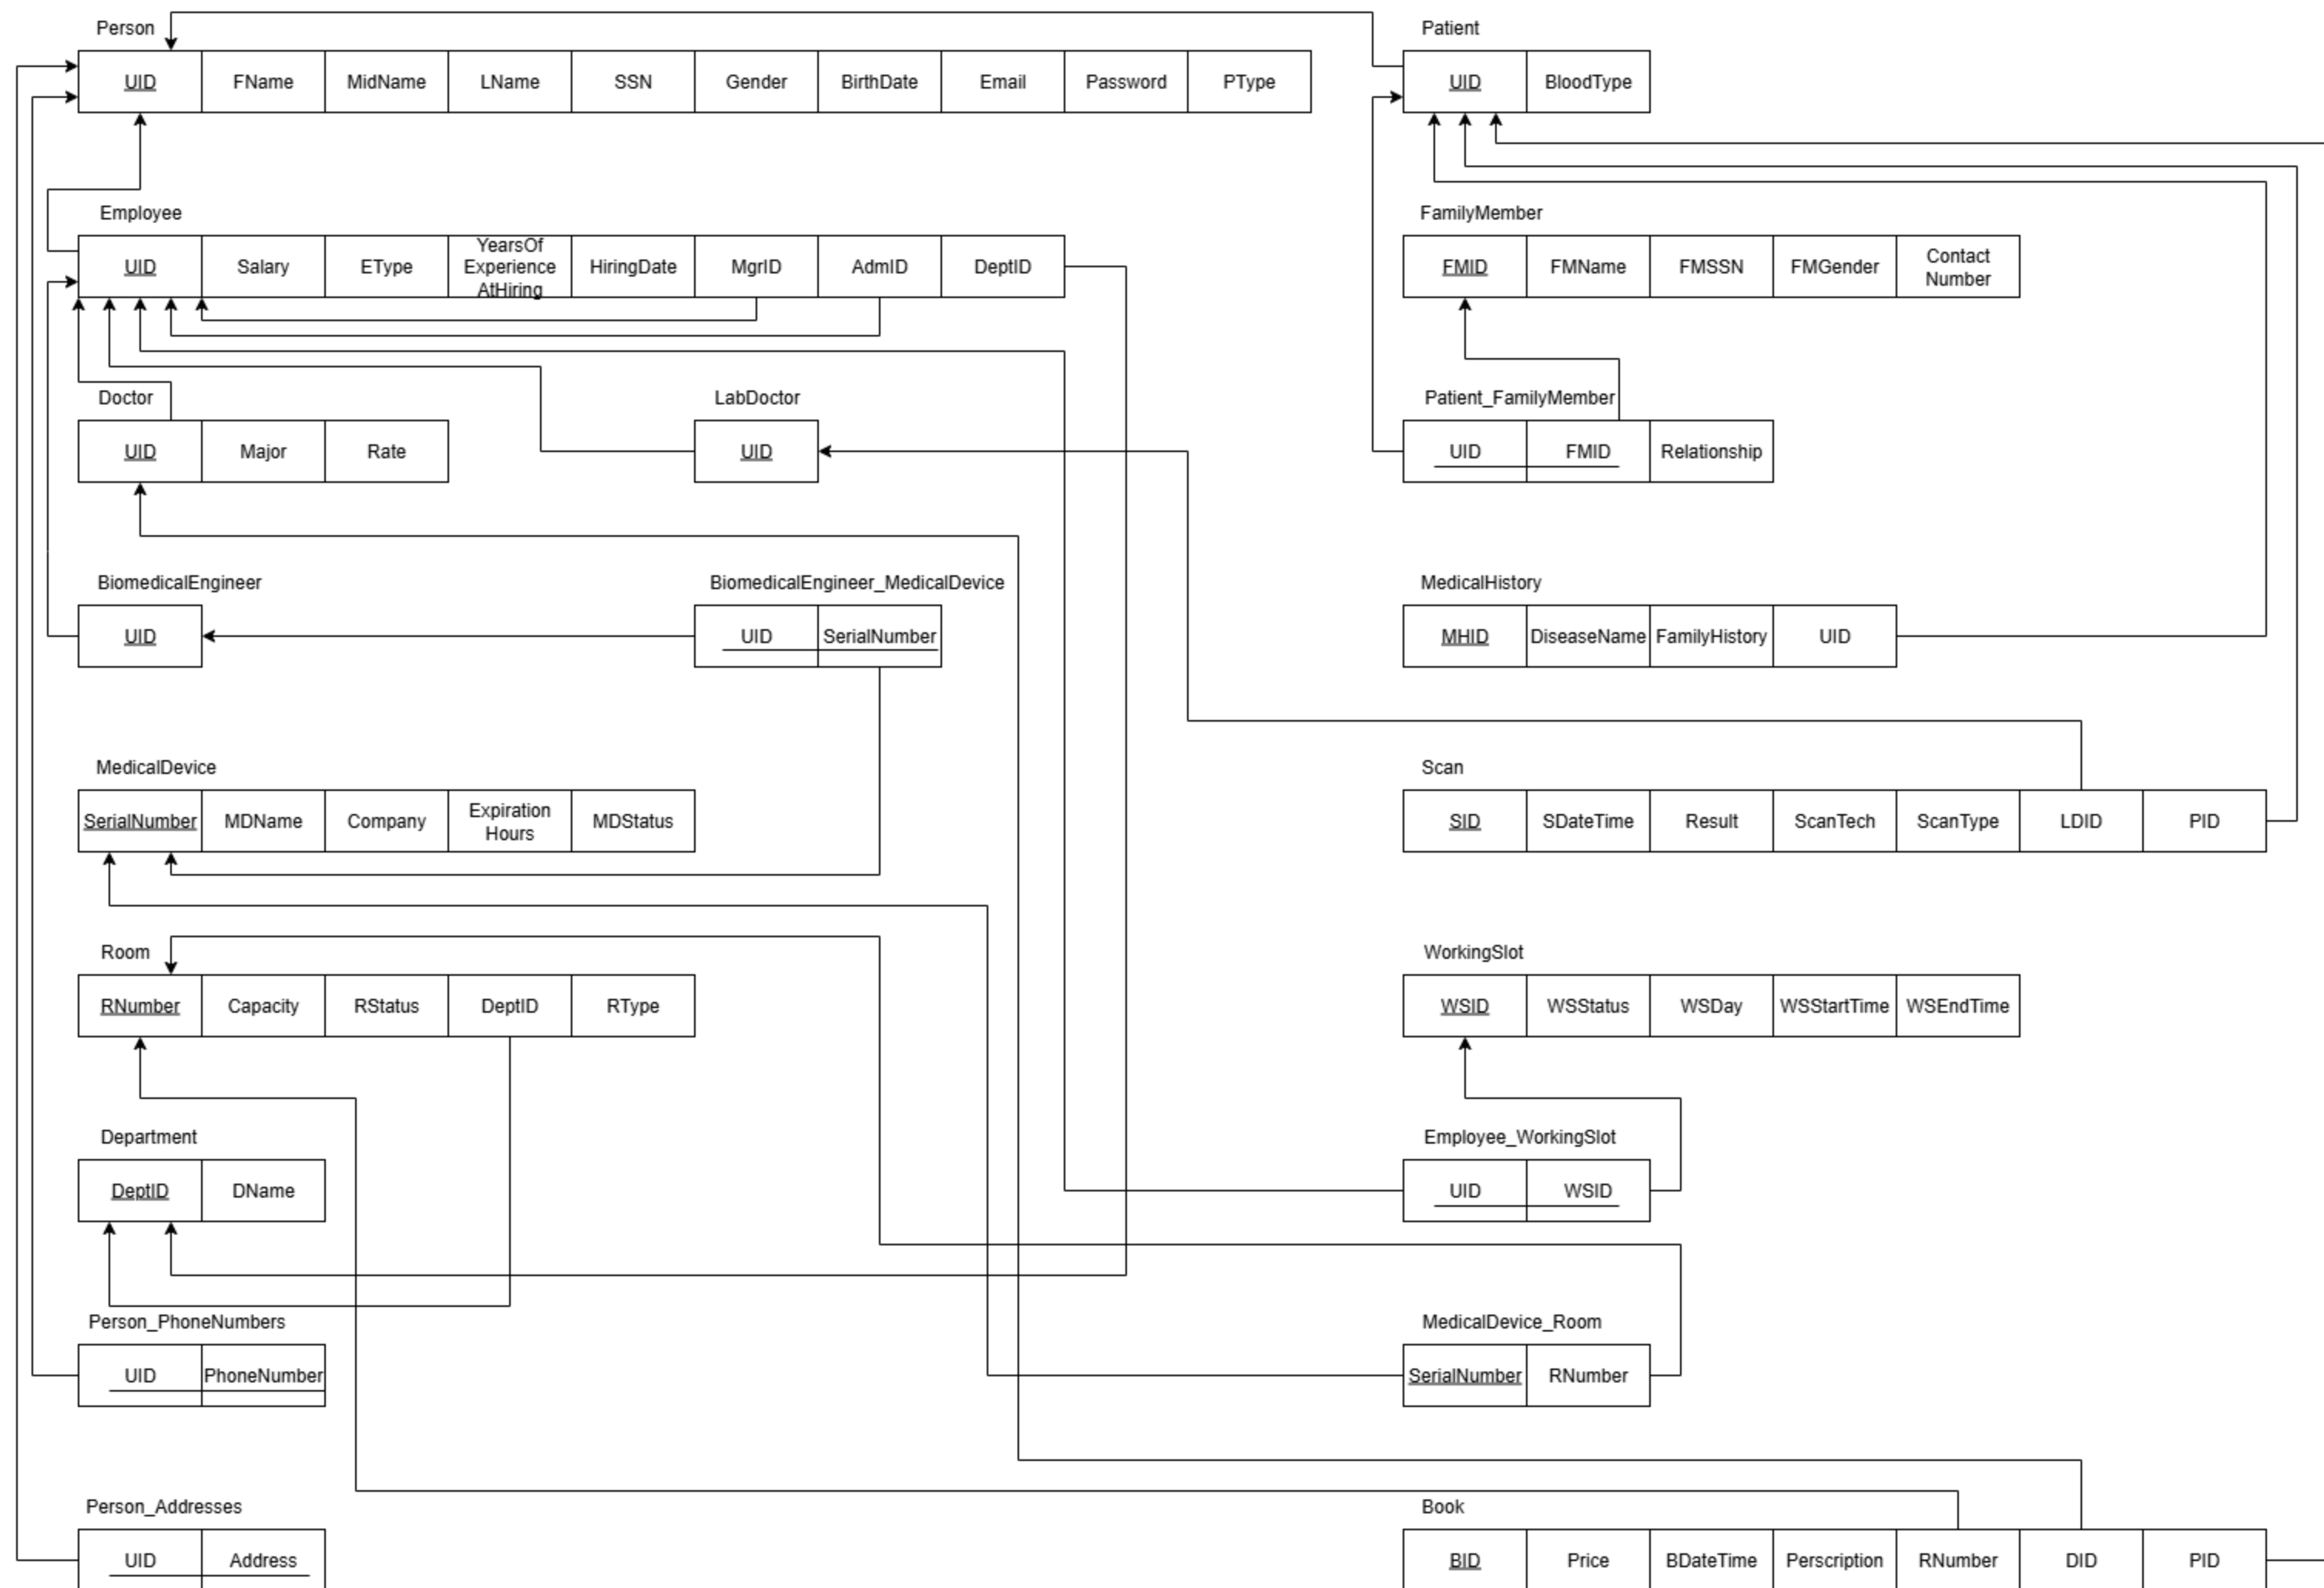 Person
UID FName MidName LName SSN Gender BirthDate Email Password PType
Patient
UID BloodType
Employee
UID Salary EType YearsOf Experience AtHiring HiringDate MgrID AdmID DeptID
FamilyMember
FMID FMName FMSSN FMGender Contact Number
Doctor
UID Major Rate
LabDoctor
UID
Patient_FamilyMember
UID FMID Relationship
BiomedicalEngineer
UID
BiomedicalEngineer_MedicalDevice
UID SerialNumber
MedicalHistory
MHID DiseaseName FamilyHistory UID
MedicalDevice
SerialNumber MDName Company Expiration Hours MDStatus
Scan
SID SDateTime Result ScanTech ScanType LDID PID
Room
RNumber Capacity RStatus DeptID RType
WorkingSlot
WSID WSStatus WSDay WSStartTime WSEndTime
Department
DeptID DName
Employee_WorkingSlot
UID WSID
Person_PhoneNumbers
UID PhoneNumber
MedicalDevice_Room
SerialNumber RNumber
Person_Addresses
UID Address
Book
BID Price BDateTime Perscription RNumber DID PID